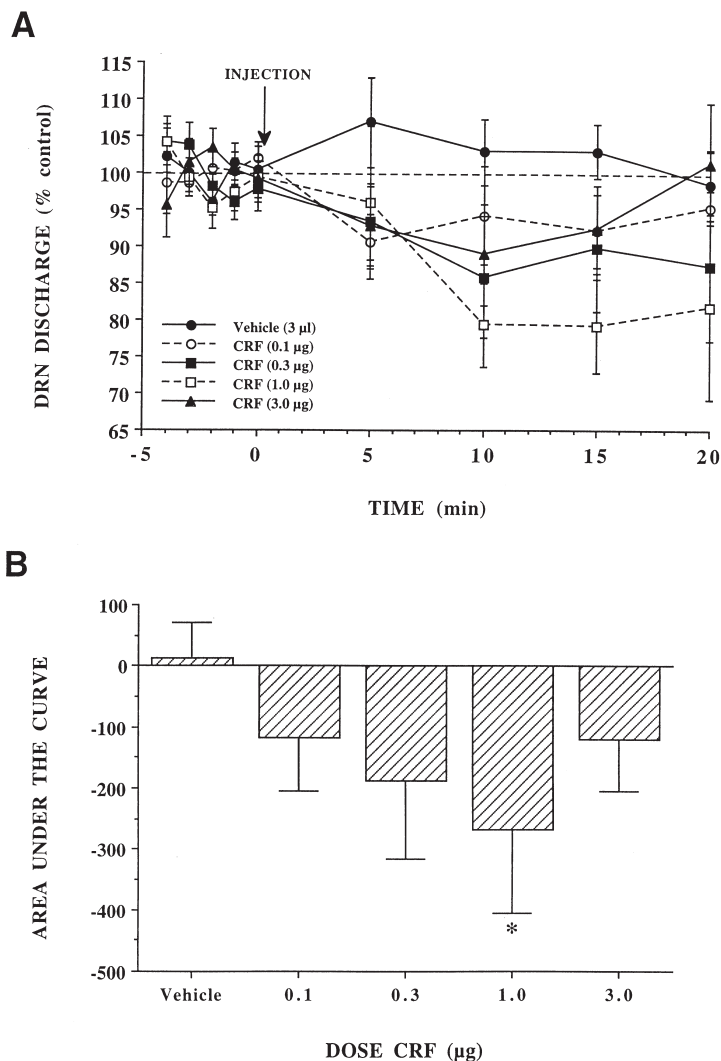 A
DRN DISCHARGE (% control)
115
110
105
100
95
90
85
80
75
70
65
INJECTION
Vehicle (3 μl)
CRF (0.1 μg)
CRF (0.3 μg)
CRF (1.0 μg)
CRF (3.0 μg)
-5 0 5 10 15 20
TIME (min)
B
AREA UNDER THE CURVE
100
0
-100
-200
-300
-400
-500
*
Vehicle 0.1 0.3 1.0 3.0
DOSE CRF (μg)